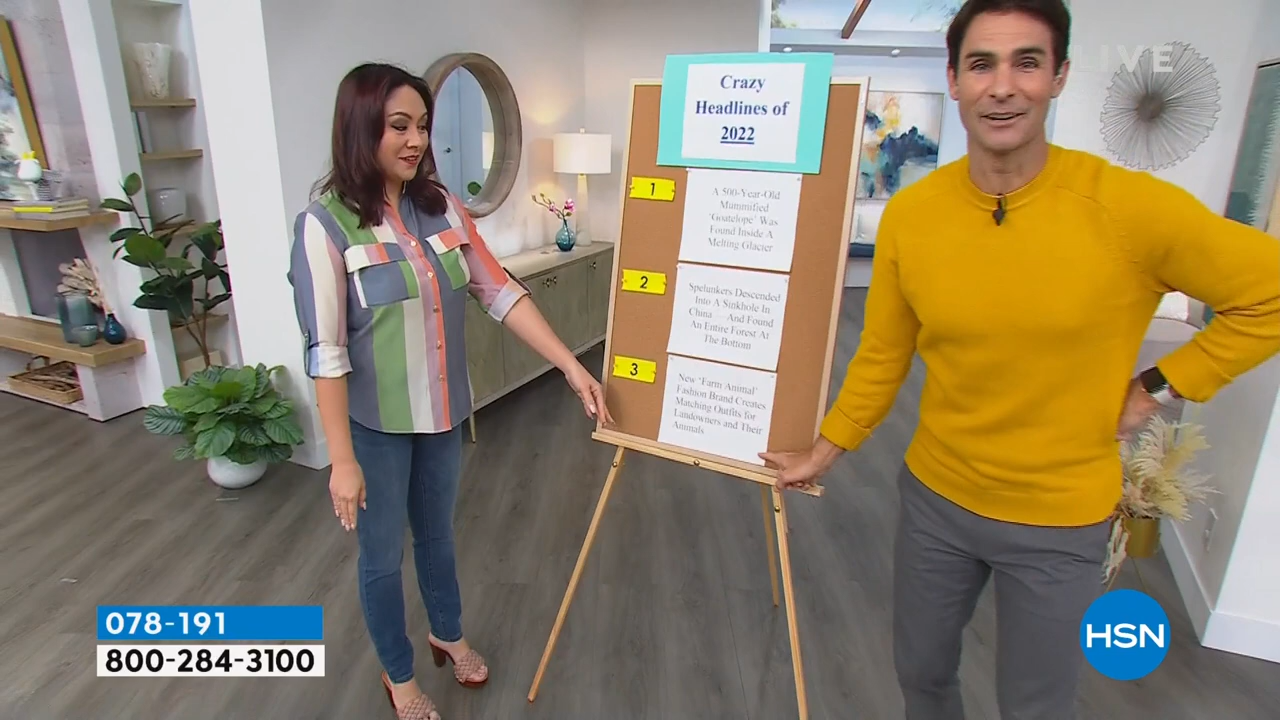 LIVE
Crazy
Headlines of
2022
1
A 500-Year-Old
Mummified
'Goatelope' Was
Found Inside A
Melting Glacier
2
Spelunkers Descended
Into A Sinkhole In
China — And Found
An Entire Forest At
The Bottom
3
New 'Farm Animal'
Fashion Brand Creates
Matching Outfits for
Landowners and Their
Animals
078-191
800-284-3100
HSN